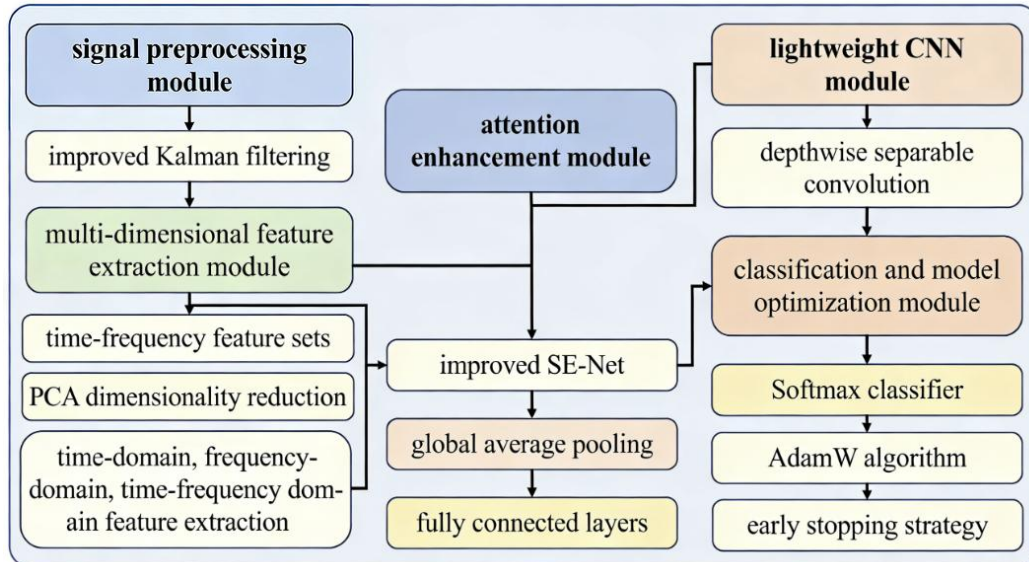 signal preprocessing
module
improved Kalman filtering
multi-dimensional feature
extraction module
time-frequency feature sets
PCA dimensionality reduction
time-domain, frequency-
domain, time-frequency dom-
ain feature extraction
attention
enhancement module
improved SE-Net
global average pooling
fully connected layers
lightweight CNN
module
depthwise separable
convolution
classification and model
optimization module
Softmax classifier
AdamW algorithm
early stopping strategy